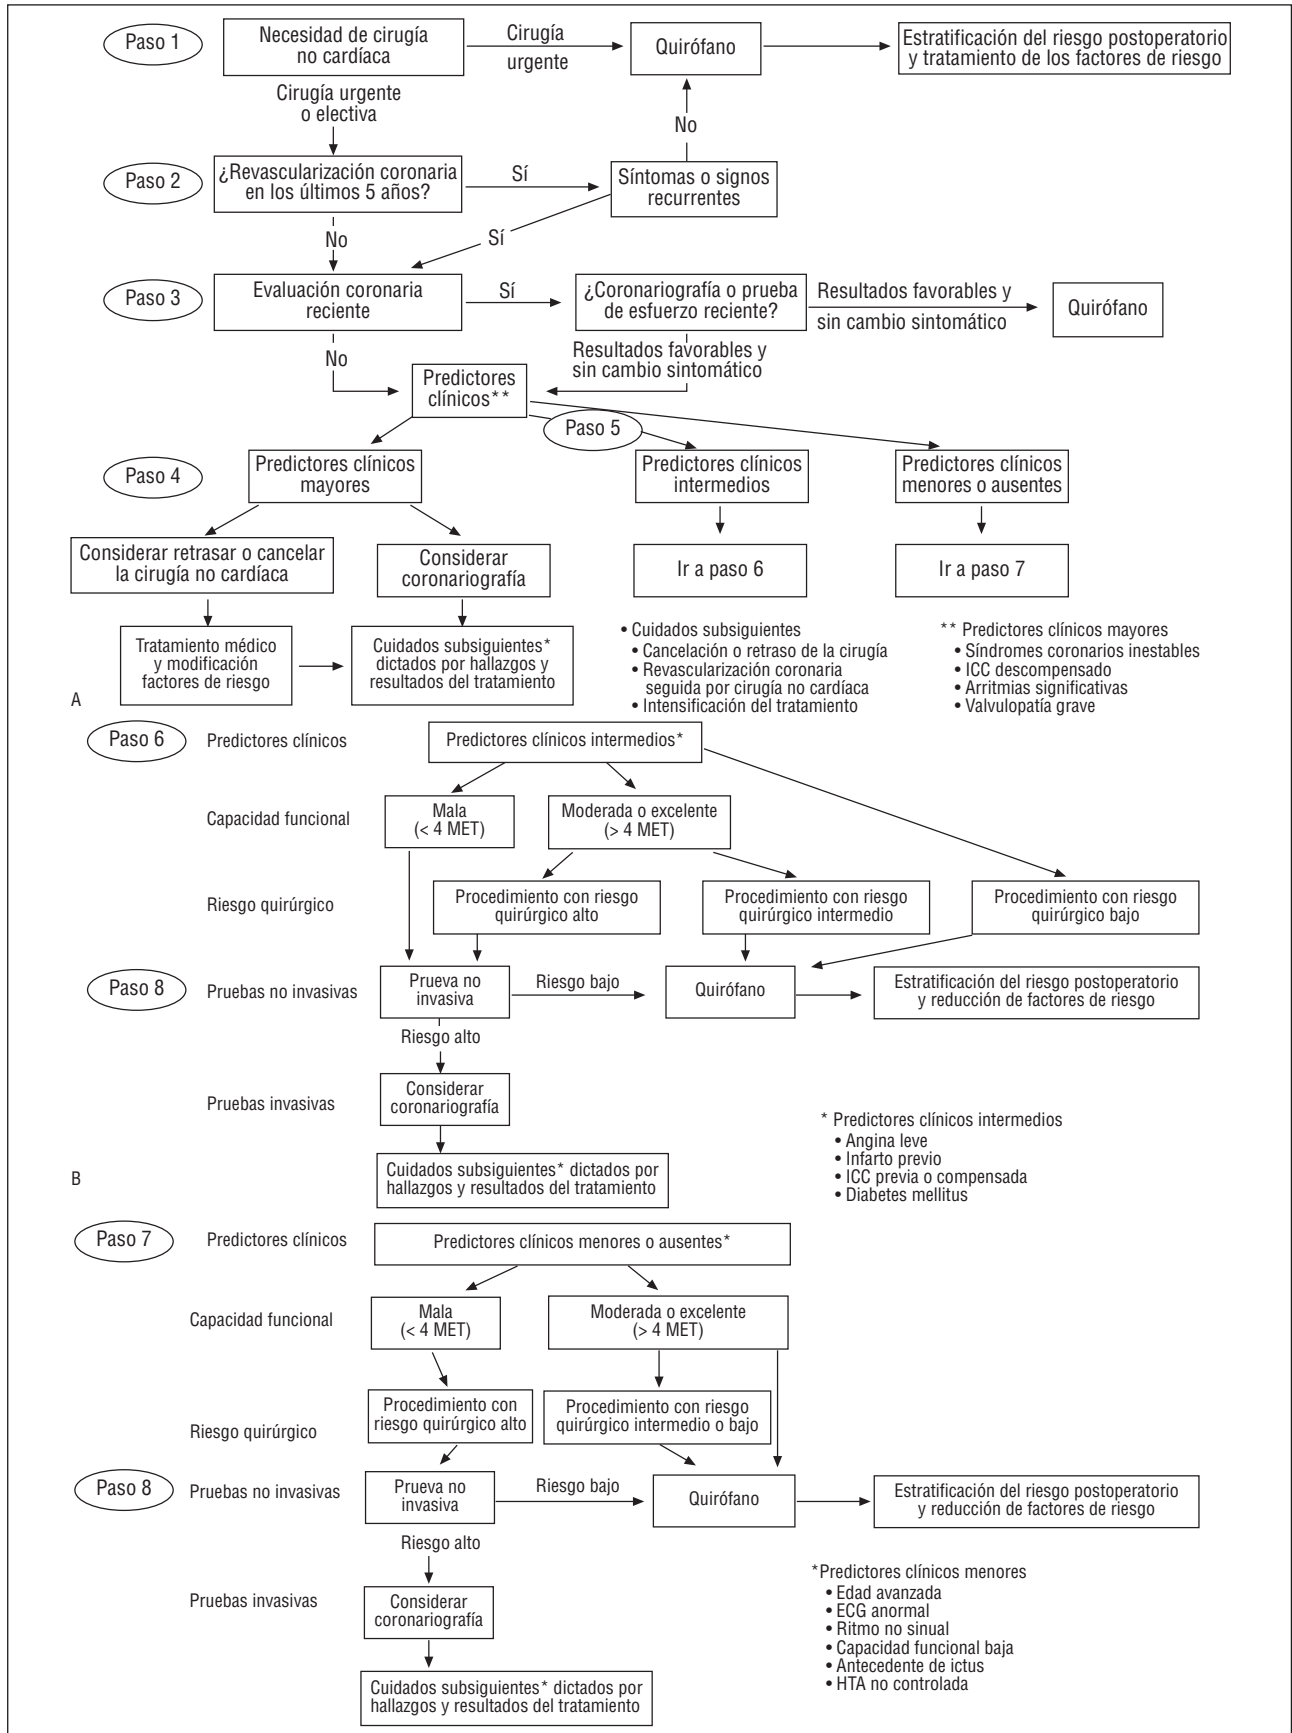 Paso 1
Necesidad de cirugía
no cardíaca
Cirugía
urgente
Quirófano
Estratificación del riesgo postoperatorio
y tratamiento de los factores de riesgo
Cirugía urgente
o electiva
No
Paso 2
¿Revascularización coronaria
en los últimos 5 años?
Sí
Síntomas o signos
recurrentes
No
Sí
Paso 3
Evaluación coronaria
reciente
Sí
¿Coronariografía o prueba
de esfuerzo reciente?
Resultados favorables y
sin cambio sintomático
Quirófano
No
Resultados favorables y
sin cambio sintomático
Predictores
clínicos**
Paso 5
Paso 4
Predictores clínicos
mayores
Predictores clínicos
intermedios
Predictores clínicos
menores o ausentes
Considerar retrasar o cancelar
la cirugía no cardíaca
Considerar
coronariografía
Ir a paso 6
Ir a paso 7
Tratamiento médico
y modificación
factores de riesgo
Cuidados subsiguientes*
dictados por hallazgos y
resultados del tratamiento
• Cuidados subsiguientes
• Cancelación o retraso de la cirugía
• Revascularización coronaria
seguida por cirugía no cardíaca
• Intensificación del tratamiento
** Predictores clínicos mayores
• Síndromes coronarios inestables
• ICC descompensado
• Arritmias significativas
• Valvulopatía grave
A
Paso 6
Predictores clínicos
Predictores clínicos intermedios*
Capacidad funcional
Mala
(< 4 MET)
Moderada o excelente
(> 4 MET)
Riesgo quirúrgico
Procedimiento con riesgo
quirúrgico alto
Procedimiento con riesgo
quirúrgico intermedio
Procedimiento con riesgo
quirúrgico bajo
Paso 8
Pruebas no invasivas
Prueva no
invasiva
Riesgo bajo
Quirófano
Estratificación del riesgo postoperatorio
y reducción de factores de riesgo
Riesgo alto
Pruebas invasivas
Considerar
coronariografía
Cuidados subsiguientes* dictados por
hallazgos y resultados del tratamiento
* Predictores clínicos intermedios
• Angina leve
• Infarto previo
• ICC previa o compensada
• Diabetes mellitus
B
Paso 7
Predictores clínicos
Predictores clínicos menores o ausentes*
Capacidad funcional
Mala
(< 4 MET)
Moderada o excelente
(> 4 MET)
Riesgo quirúrgico
Procedimiento con
riesgo quirúrgico alto
Procedimiento con riesgo
quirúrgico intermedio o bajo
Paso 8
Pruebas no invasivas
Prueva no
invasiva
Riesgo bajo
Quirófano
Estratificación del riesgo postoperatorio
y reducción de factores de riesgo
Riesgo alto
Pruebas invasivas
Considerar
coronariografía
Cuidados subsiguientes* dictados por
hallazgos y resultados del tratamiento
*Predictores clínicos menores
• Edad avanzada
• ECG anormal
• Ritmo no sinual
• Capacidad funcional baja
• Antecedente de ictus
• HTA no controlada